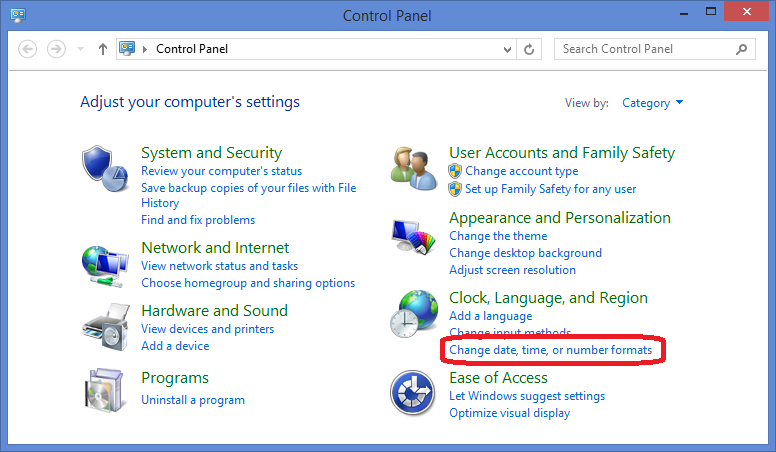 Control Panel
Control Panel
Search Control Panel
Adjust your computer's settings
View by: Category
System and Security
Review your computer's status
Save backup copies of your files with File
History
Find and fix problems
Network and Internet
View network status and tasks
Choose homegroup and sharing options
Hardware and Sound
View devices and printers
Add a device
Programs
Uninstall a program
User Accounts and Family Safety
Change account type
Set up Family Safety for any user
Appearance and Personalization
Change the theme
Change desktop background
Adjust screen resolution
Clock, Language, and Region
Add a language
Change input methods
Change date, time, or number formats
Ease of Access
Let Windows suggest settings
Optimize visual display